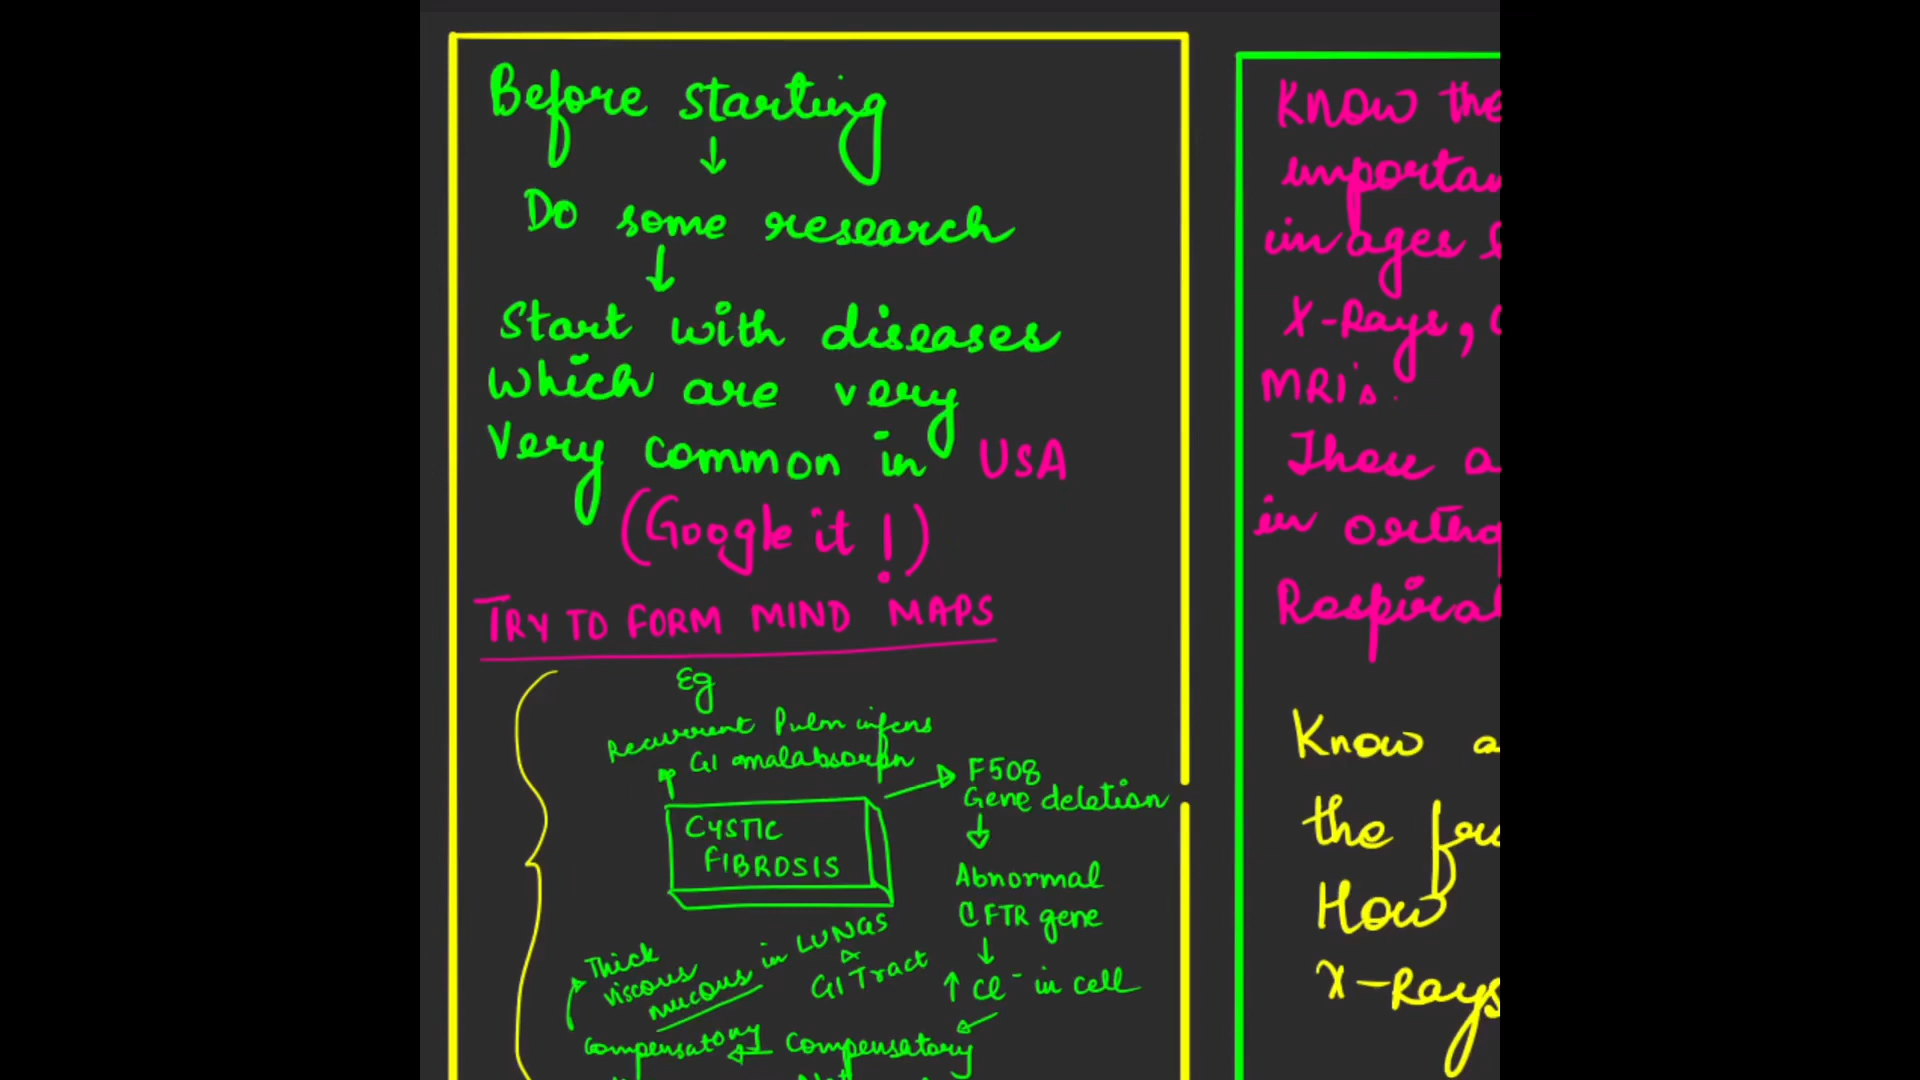 Before starting
↓
Do some research
↓
Start with diseases
which are very
very common in USA
(Google it !)
TRY TO FORM MIND MAPS
Eg
Recurrent Pulm infens
GI malabsorpn
CYSTIC
FIBROSIS
→ F508
Gene deletion
↓
Abnormal
CFTR gene
↓
↑ Cl⁻ in cell
Compensatory
Compensatory
Thick
viscous
mucous in LUNGS
&
GI Tract
Know the
importan
images
X-Rays,
MRI's.
These a
in ortho
Respirat
Know a
the fr
How
X-Rays